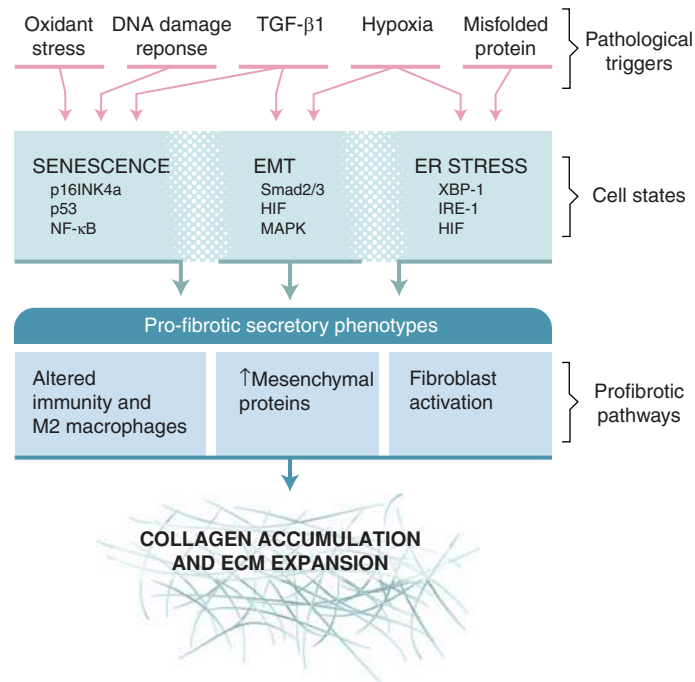 Oxidant
stress
DNA damage
reponse
TGF-β1
Hypoxia
Misfolded
protein
Pathological
triggers
SENESCENCE
p16INK4a
p53
NF-κB
EMT
Smad2/3
HIF
MAPK
ER STRESS
XBP-1
IRE-1
HIF
Cell states
Pro-fibrotic secretory phenotypes
Altered
immunity and
M2 macrophages
↑Mesenchymal
proteins
Fibroblast
activation
Profibrotic
pathways
COLLAGEN ACCUMULATION
AND ECM EXPANSION